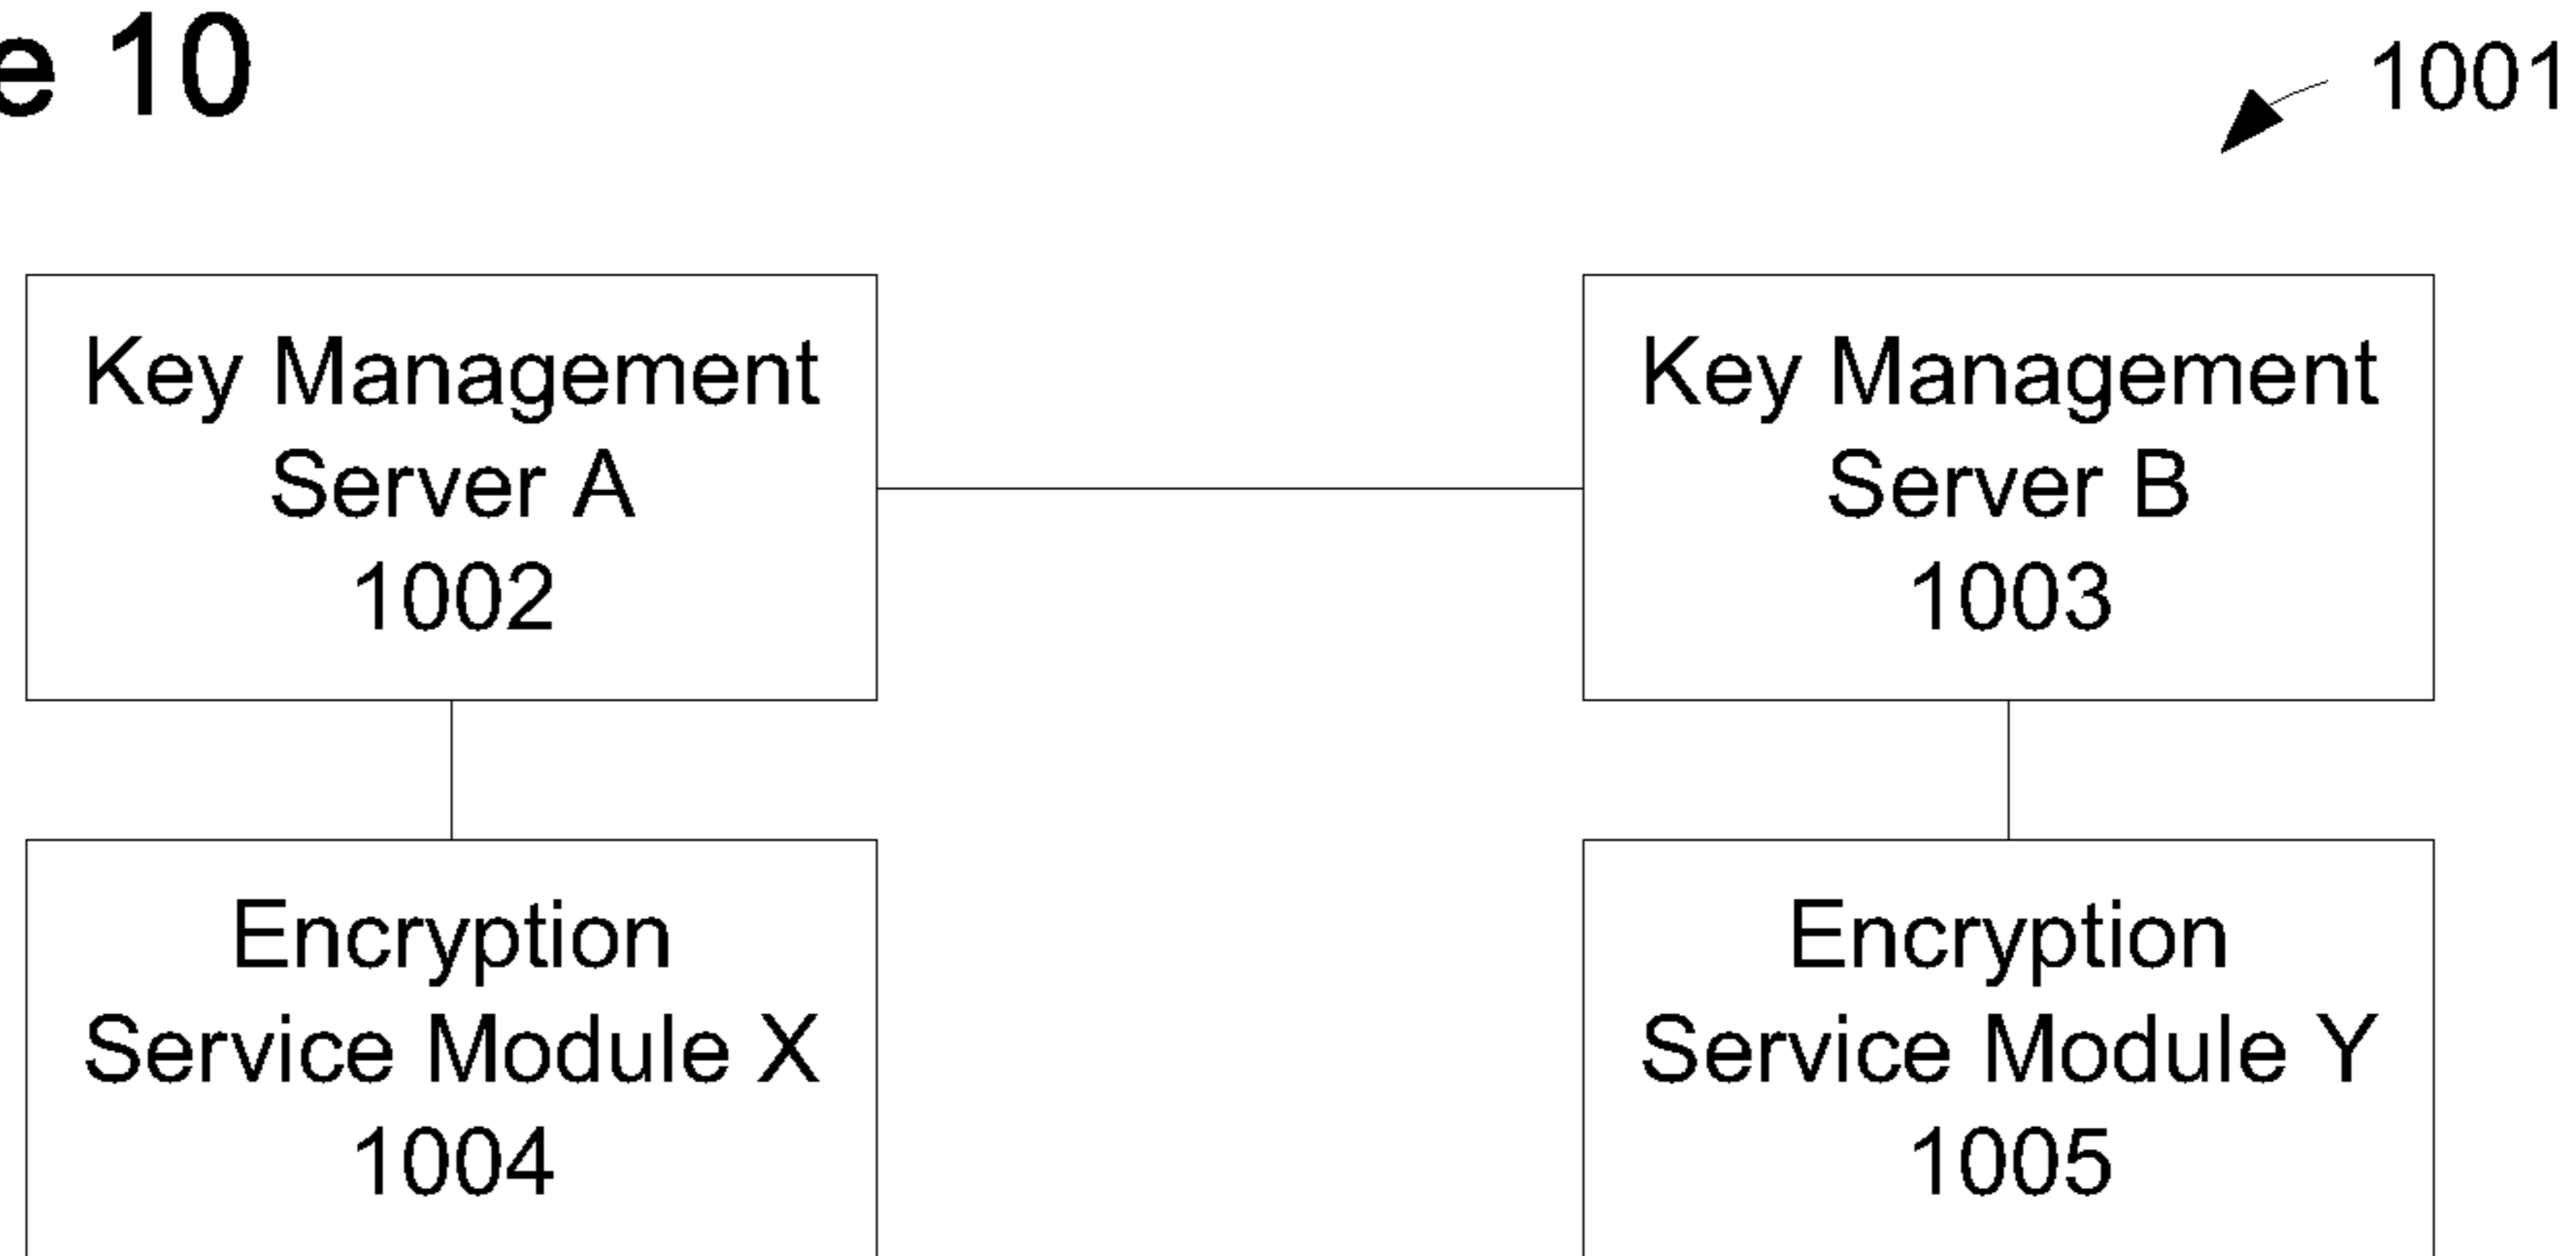 e 10
1001
Key Management
Server A
1002
Key Management
Server B
1003
Encryption
Service Module X
1004
Encryption
Service Module Y
1005